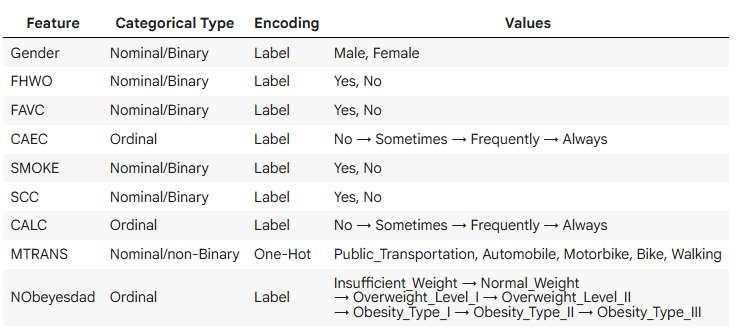 Feature Categorical Type Encoding Values
Gender Nominal/Binary Label Male, Female
FHWO Nominal/Binary Label Yes, No
FAVC Nominal/Binary Label Yes, No
CAEC Ordinal Label No → Sometimes → Frequently → Always
SMOKE Nominal/Binary Label Yes, No
SCC Nominal/Binary Label Yes, No
CALC Ordinal Label No → Sometimes → Frequently → Always
MTRANS Nominal/non-Binary One-Hot Public_Transportation, Automobile, Motorbike, Bike, Walking
NObeyesdad Ordinal Label Insufficient_Weight → Normal_Weight
→ Overweight_Level_I → Overweight_Level_II
→ Obesity_Type_I → Obesity_Type_II → Obesity_Type_III